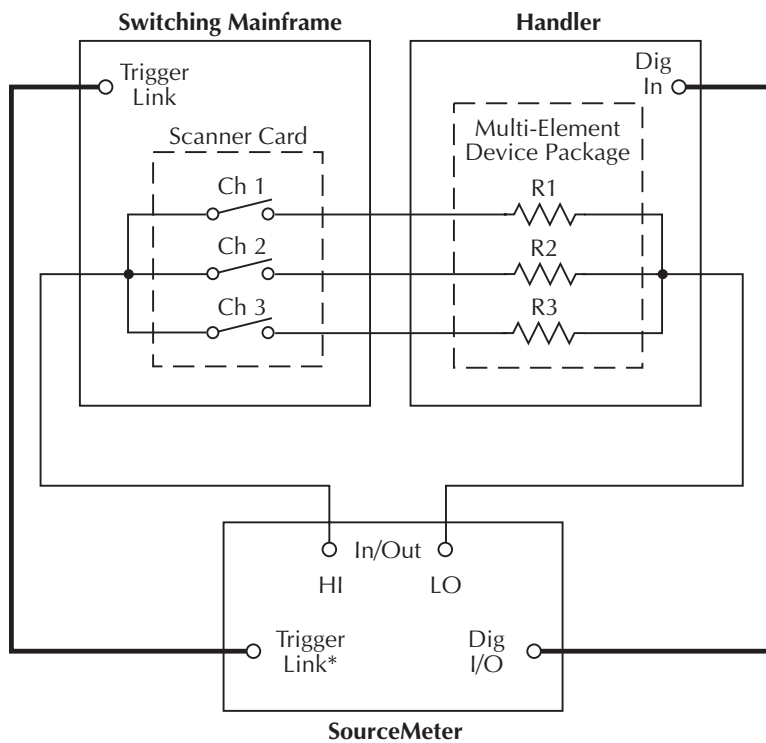 Switching Mainframe
Handler
Trigger
Link
Dig
In
Scanner Card
Multi-Element
Device Package
Ch 1
R1
Ch 2
R2
Ch 3
R3
In/Out
HI
LO
Trigger
Link*
Dig
I/O
SourceMeter